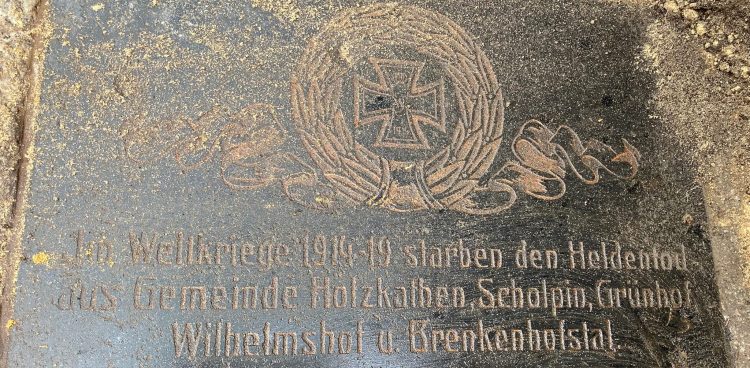 Im Weltkriege 1914-19 starben den Heldentod
aus Gemeinde Holzkathen, Scholpin, Grünhof
Wilhelmshof u. Brenkenhofstal.